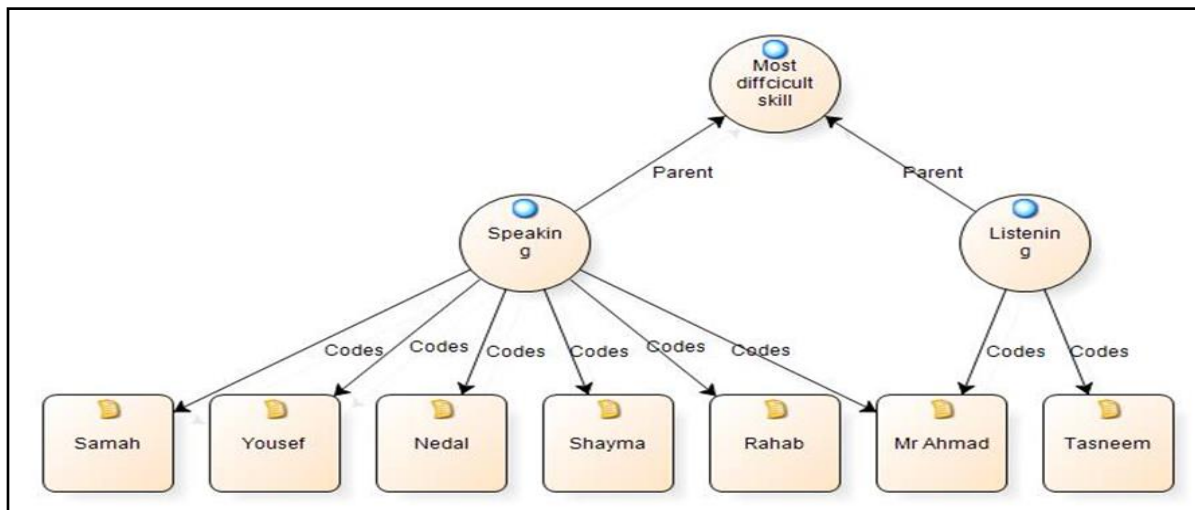 Most
diffcicult
skill
Parent
Parent
Speakin
g
Listenin
g
Codes
Codes
Codes
Codes
Codes
Codes
Codes
Codes
Samah
Yousef
Nedal
Shayma
Rahab
Mr Ahmad
Tasneem